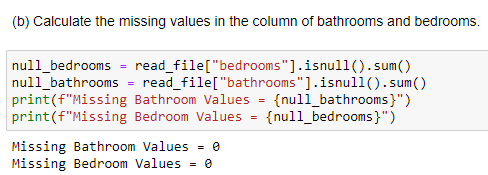 (b) Calculate the missing values in the column of bathrooms and bedrooms.
null_bedrooms = read_file["bedrooms"].isnull().sum()
null_bathrooms = read_file["bathrooms"].isnull().sum()
print(f"Missing Bathroom Values = {null_bathrooms}")
print(f"Missing Bedroom Values = {null_bedrooms}")
Missing Bathroom Values = 0
Missing Bedroom Values = 0